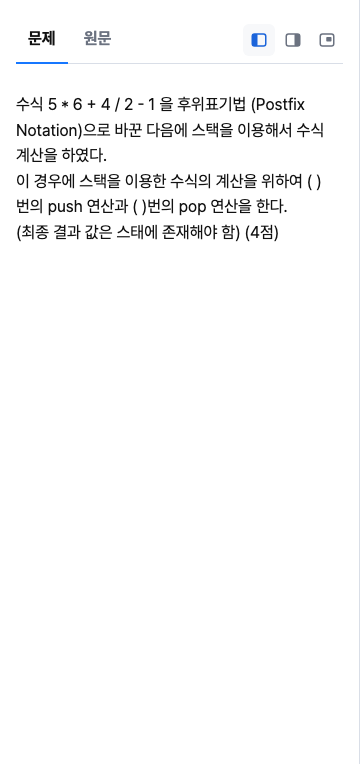 문제 원문
수식 5 * 6 + 4 / 2 - 1 을 후위표기법 (Postfix
Notation)으로 바꾼 다음에 스택을 이용해서 수식
계산을 하였다.
이 경우에 스택을 이용한 수식의 계산을 위하여 ( )
번의 push 연산과 ( )번의 pop 연산을 한다.
(최종 결과 값은 스태에 존재해야 함) (4점)